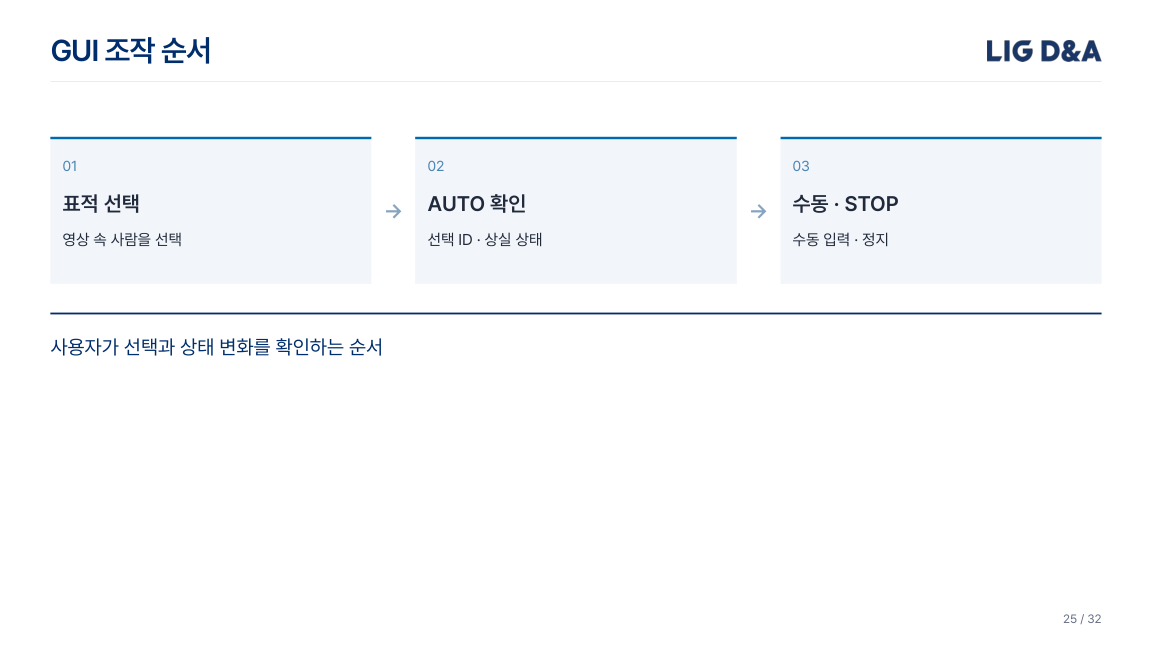 GUI 조작 순서
LIG D&A
01
표적 선택
영상 속 사람을 선택
→
02
AUTO 확인
선택 ID · 상실 상태
→
03
수동 · STOP
수동 입력 · 정지
사용자가 선택과 상태 변화를 확인하는 순서
25 / 32